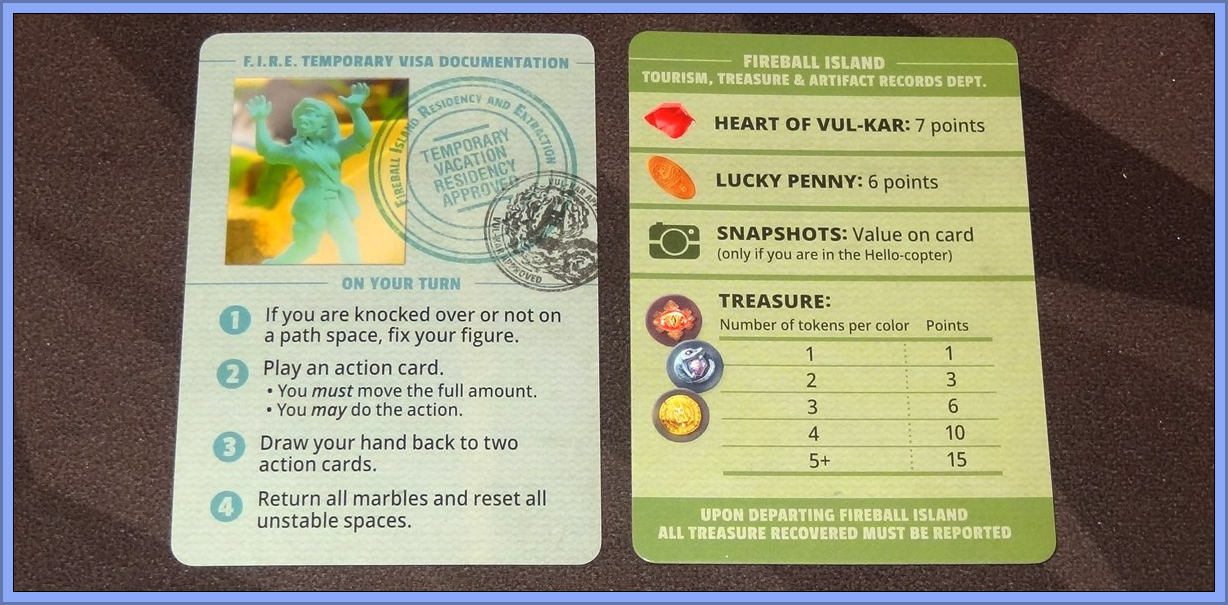 F.I.R.E. TEMPORARY VISA DOCUMENTATION
FIREBALL ISLAND RESIDENCY AND EXTRACTION
TEMPORARY
VACATION
RESIDENCY
APPROVED
VUL-KAR APPROVED
ON YOUR TURN
1 If you are knocked over or not on
a path space, fix your figure.
2 Play an action card.
• You must move the full amount.
• You may do the action.
3 Draw your hand back to two
action cards.
4 Return all marbles and reset all
unstable spaces.
FIREBALL ISLAND
TOURISM, TREASURE & ARTIFACT RECORDS DEPT.
HEART OF VUL-KAR: 7 points
LUCKY PENNY: 6 points
SNAPSHOTS: Value on card
(only if you are in the Hello-copter)
TREASURE:
Number of tokens per color Points
1 1
2 3
3 6
4 10
5+ 15
UPON DEPARTING FIREBALL ISLAND
ALL TREASURE RECOVERED MUST BE REPORTED